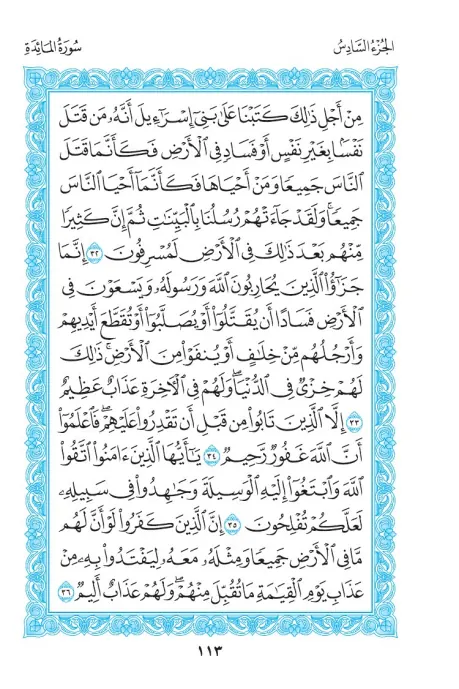 الجُزْءُ السَّادِسُ سُورَةُ المَائِدَةِ
مِنْ أَجْلِ ذَٰلِكَ كَتَبْنَا عَلَىٰ بَنِيٓ إِسْرَٰٓءِيلَ أَنَّهُۥ مَن قَتَلَ
نَفْسًۢا بِغَيْرِ نَفْسٍ أَوْ فَسَادٍ فِي ٱلْأَرْضِ فَكَأَنَّمَا قَتَلَ
ٱلنَّاسَ جَمِيعًا وَمَنْ أَحْيَاهَا فَكَأَنَّمَآ أَحْيَا ٱلنَّاسَ
جَمِيعًاۚ وَلَقَدْ جَآءَتْهُمْ رُسُلُنَا بِٱلْبَيِّنَٰتِ ثُمَّ إِنَّ كَثِيرًا
مِّنْهُم بَعْدَ ذَٰلِكَ فِي ٱلْأَرْضِ لَمُسْرِفُونَ ٣٢ إِنَّمَا
جَزَٰٓؤُاْ ٱلَّذِينَ يُحَارِبُونَ ٱللَّهَ وَرَسُولَهُۥ وَيَسْعَوْنَ فِي
ٱلْأَرْضِ فَسَادًا أَن يُقَتَّلُوٓاْ أَوْ يُصَلَّبُوٓاْ أَوْ تُقَطَّعَ أَيْدِيهِمْ
وَأَرْجُلُهُم مِّنْ خِلَٰفٍ أَوْ يُنفَوْاْ مِنَ ٱلْأَرْضِۚ ذَٰلِكَ
لَهُمْ خِزْيٌ فِي ٱلدُّنْيَاۖ وَلَهُمْ فِي ٱلْأٓخِرَةِ عَذَابٌ عَظِيمٌ
٣٣ إِلَّا ٱلَّذِينَ تَابُواْ مِن قَبْلِ أَن تَقْدِرُواْ عَلَيْهِمْۖ فَٱعْلَمُوٓاْ
أَنَّ ٱللَّهَ غَفُورٌ رَّحِيمٌ ٣٤ يَٰٓأَيُّهَا ٱلَّذِينَ ءَامَنُواْ ٱتَّقُواْ
ٱللَّهَ وَٱبْتَغُوٓاْ إِلَيْهِ ٱلْوَسِيلَةَ وَجَٰهِدُواْ فِي سَبِيلِهِۦ
لَعَلَّكُمْ تُفْلِحُونَ ٣٥ إِنَّ ٱلَّذِينَ كَفَرُواْ لَوْ أَنَّ لَهُم
مَّا فِي ٱلْأَرْضِ جَمِيعًا وَمِثْلَهُۥ مَعَهُۥ لِيَفْتَدُواْ بِهِۦ مِنْ
عَذَابِ يَوْمِ ٱلْقِيَٰمَةِ مَا تُقُبِّلَ مِنْهُمْۖ وَلَهُمْ عَذَابٌ أَلِيمٌ ٣٦
١١٣